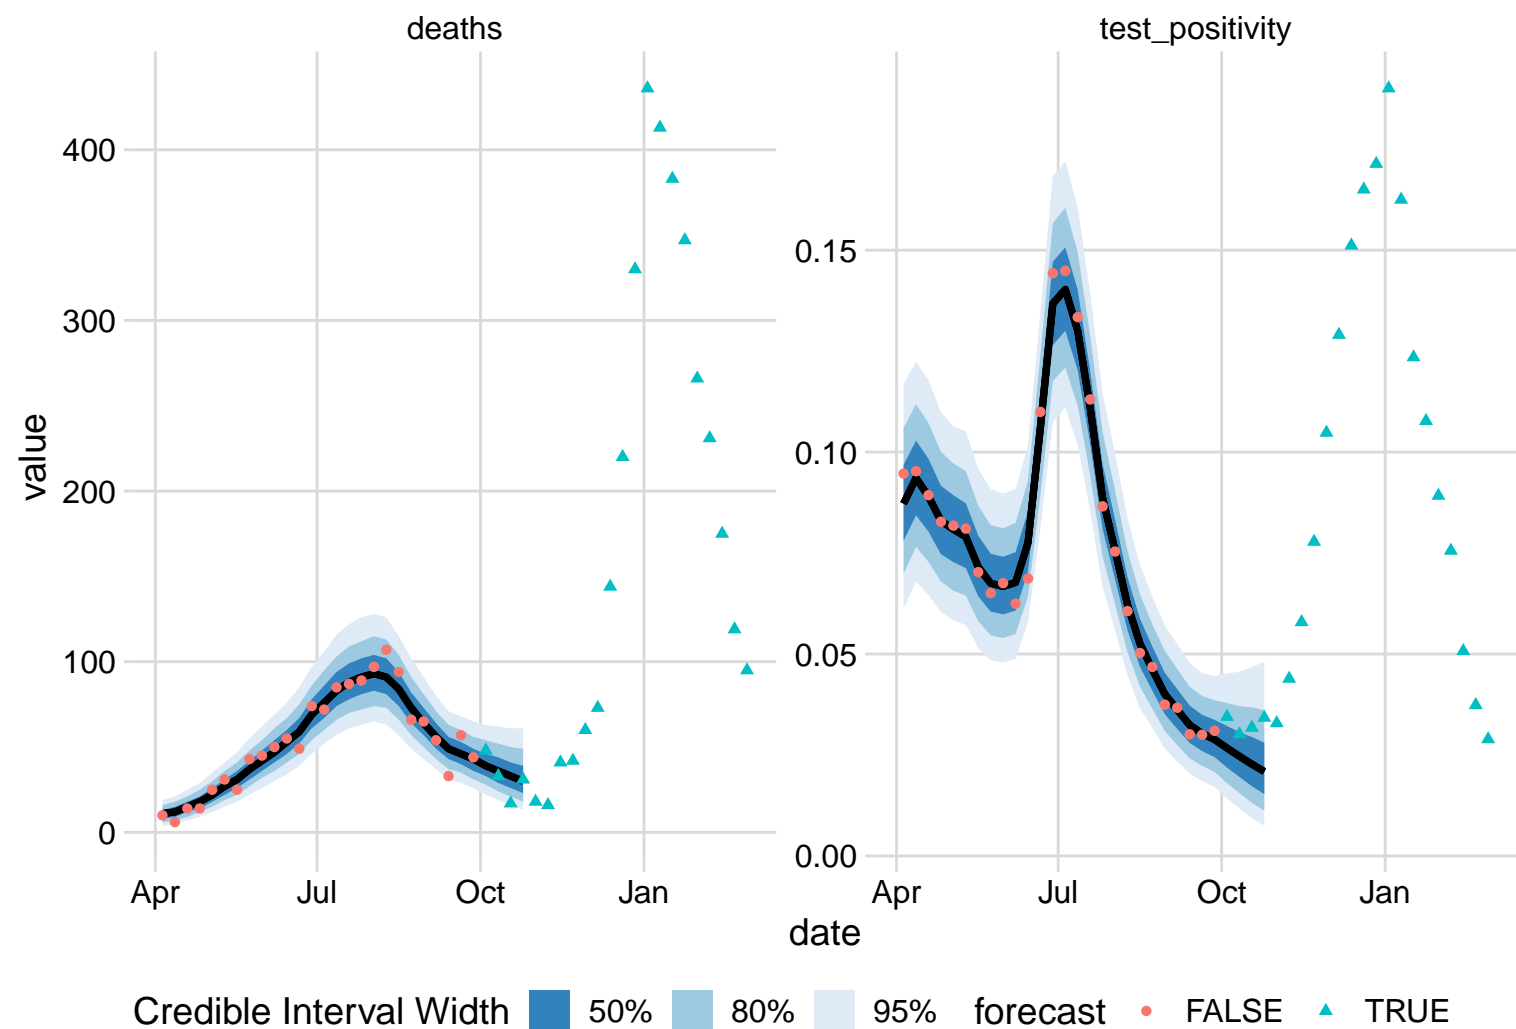 deaths
test_positivity
value
400
300
200
100
0
0.15
0.10
0.05
0.00
Apr Jul Oct Jan
Apr Jul Oct Jan
date
Credible Interval Width 50% 80% 95% forecast FALSE TRUE